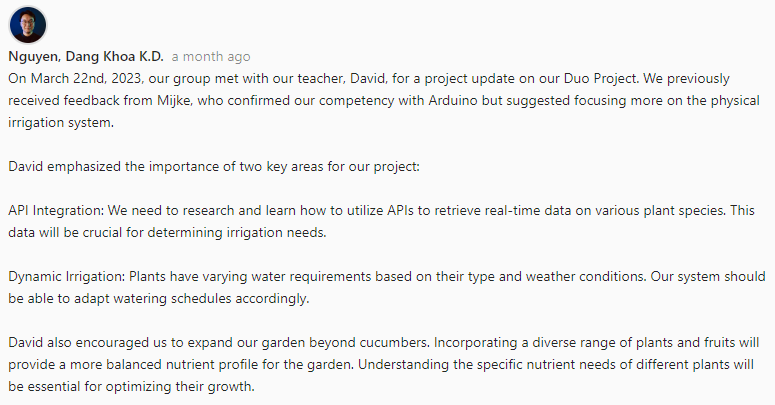 Nguyen, Dang Khoa K.D. a month ago
On March 22nd, 2023, our group met with our teacher, David, for a project update on our Duo Project. We previously
received feedback from Mijke, who confirmed our competency with Arduino but suggested focusing more on the physical
irrigation system.
David emphasized the importance of two key areas for our project:
API Integration: We need to research and learn how to utilize APIs to retrieve real-time data on various plant species. This
data will be crucial for determining irrigation needs.
Dynamic Irrigation: Plants have varying water requirements based on their type and weather conditions. Our system should
be able to adapt watering schedules accordingly.
David also encouraged us to expand our garden beyond cucumbers. Incorporating a diverse range of plants and fruits will
provide a more balanced nutrient profile for the garden. Understanding the specific nutrient needs of different plants will
be essential for optimizing their growth.